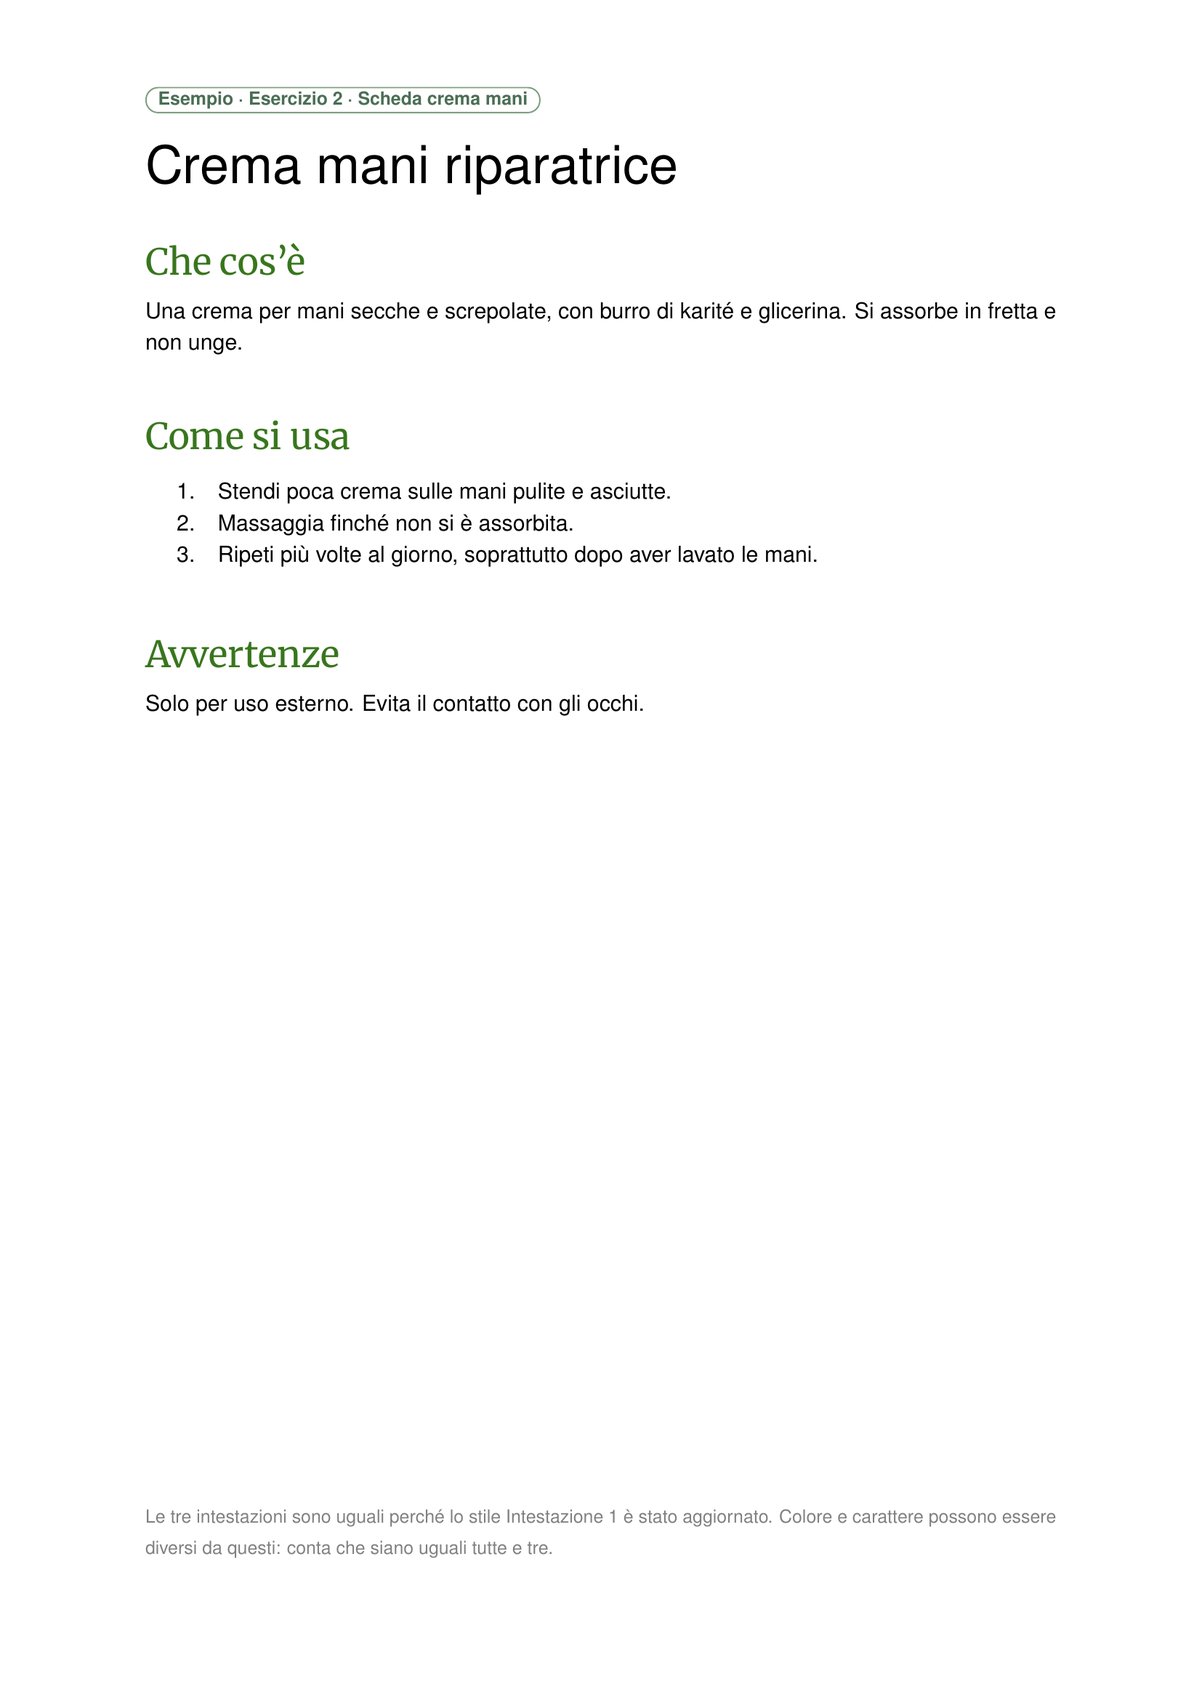 Esempio · Esercizio 2 · Scheda crema mani
Crema mani riparatrice
Che cos’è
Una crema per mani secche e screpolate, con burro di karité e glicerina. Si assorbe in fretta e
non unge.
Come si usa
1. Stendi poca crema sulle mani pulite e asciutte.
2. Massaggia finché non si è assorbita.
3. Ripeti più volte al giorno, soprattutto dopo aver lavato le mani.
Avvertenze
Solo per uso esterno. Evita il contatto con gli occhi.
Le tre intestazioni sono uguali perché lo stile Intestazione 1 è stato aggiornato. Colore e carattere possono essere
diversi da questi: conta che siano uguali tutte e tre.